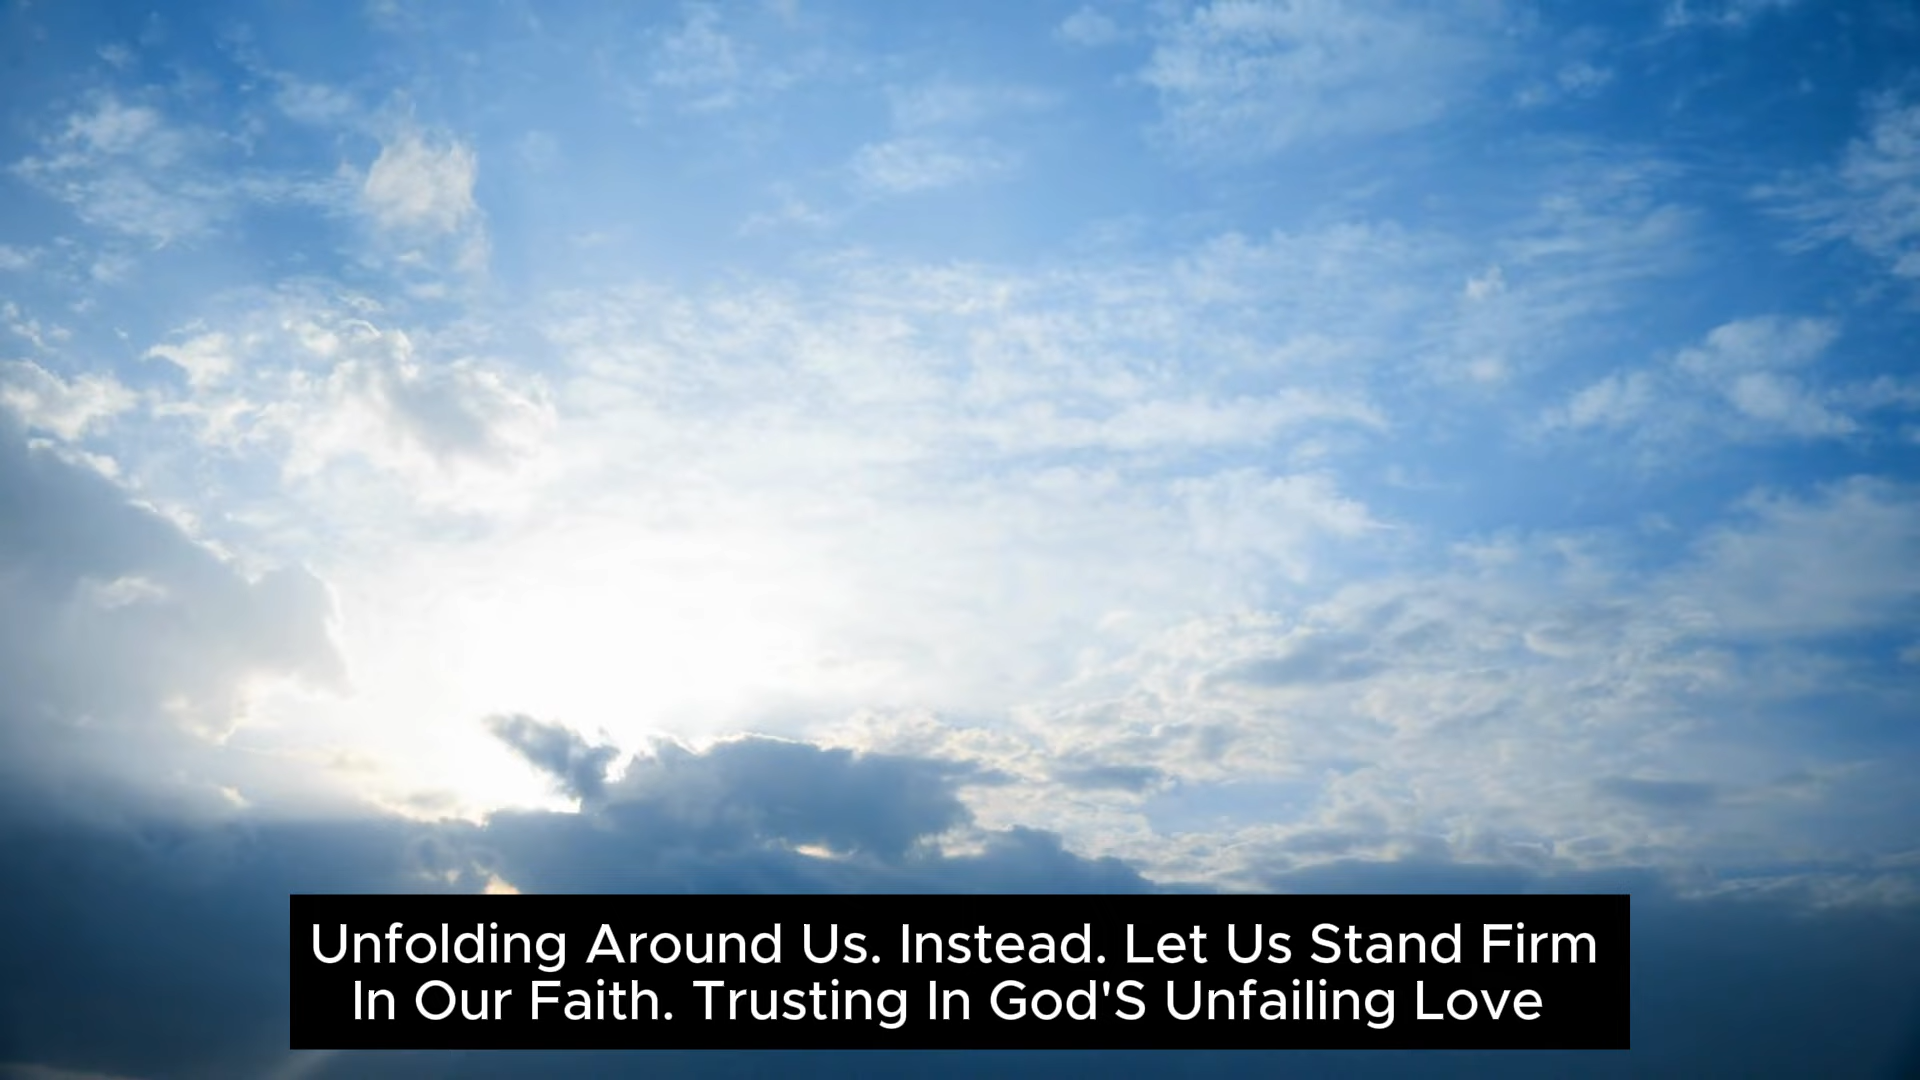 Unfolding Around Us. Instead. Let Us Stand Firm
In Our Faith. Trusting In God'S Unfailing Love